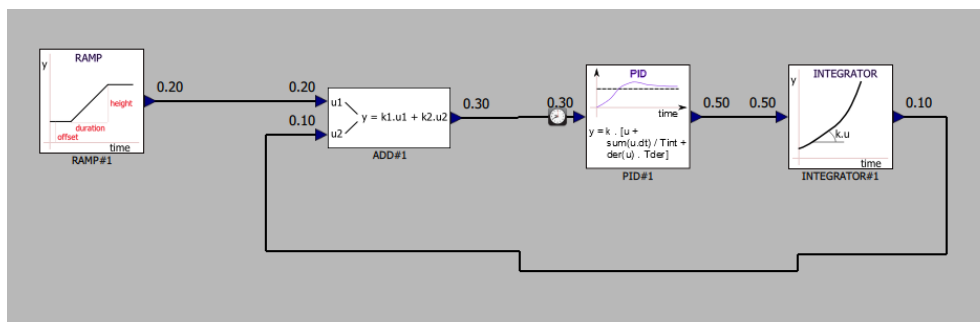 RAMP
y
height
duration
offset
time
RAMP#1
0.20
0.20
0.10
u1
u2
y = k1.u1 + k2.u2
ADD#1
0.30
0.30
PID
time
y = k . [u +
sum(u.dt) / Tint +
der(u) . Tder]
PID#1
0.50
0.50
INTEGRATOR
y
k.u
time
INTEGRATOR#1
0.10